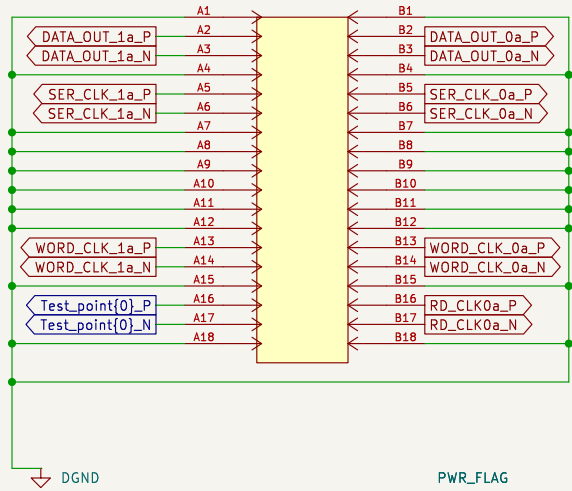 A1 B1
DATA_OUT_1a_P A2 B2 DATA_OUT_0a_P
DATA_OUT_1a_N A3 B3 DATA_OUT_0a_N
A4 B4
SER_CLK_1a_P A5 B5 SER_CLK_0a_P
SER_CLK_1a_N A6 B6 SER_CLK_0a_N
A7 B7
A8 B8
A9 B9
A10 B10
A11 B11
A12 B12
WORD_CLK_1a_P A13 B13 WORD_CLK_0a_P
WORD_CLK_1a_N A14 B14 WORD_CLK_0a_N
A15 B15
Test_point{0}_P A16 B16 RD_CLK0a_P
Test_point{0}_N A17 B17 RD_CLK0a_N
A18 B18
DGND PWR_FLAG